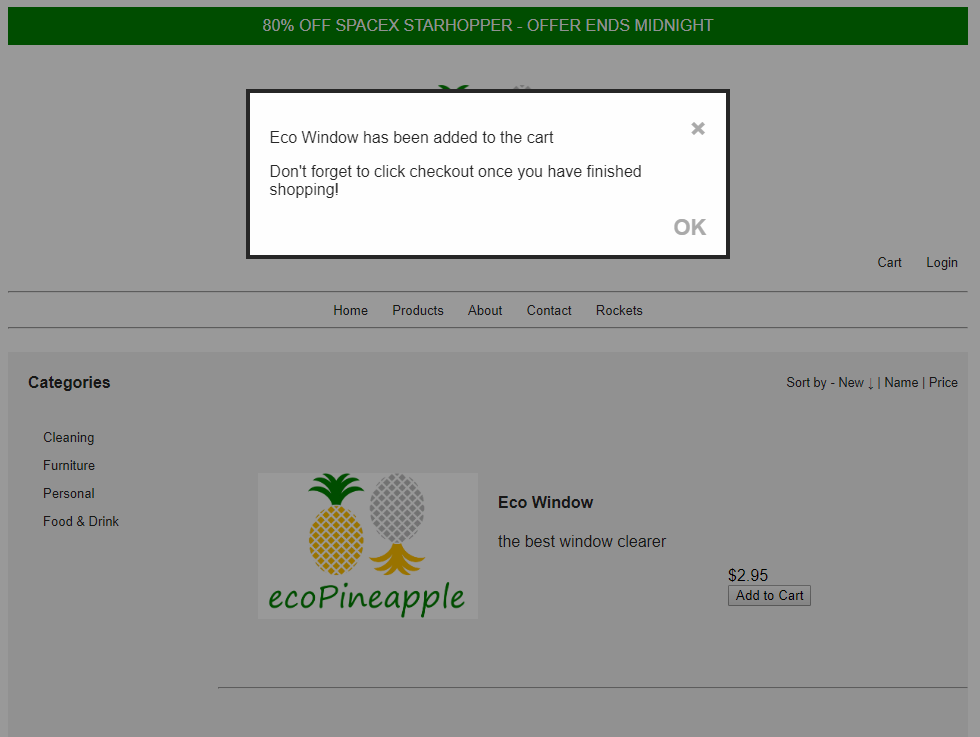 80% OFF SPACEX STARHOPPER - OFFER ENDS MIDNIGHT
Eco Window has been added to the cart
Don't forget to click checkout once you have finished
shopping!
OK
Cart Login
Home Products About Contact Rockets
Categories
Sort by - New ↓ | Name | Price
Cleaning
Furniture
Personal
Food & Drink
ecoPineapple
Eco Window
the best window clearer
$2.95
Add to Cart